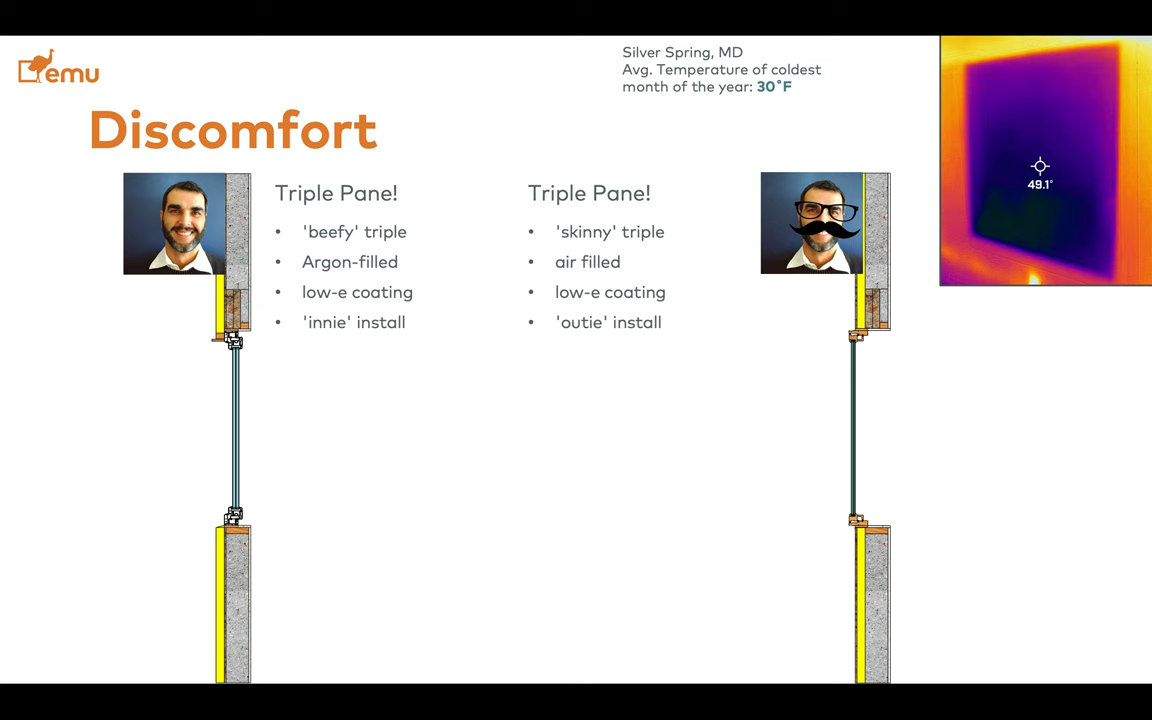 emu
Silver Spring, MD
Avg. Temperature of coldest
month of the year: 30°F
Discomfort
49.1°
Triple Pane!
• 'beefy' triple
• Argon-filled
• low-e coating
• 'innie' install
Triple Pane!
• 'skinny' triple
• air filled
• low-e coating
• 'outie' install